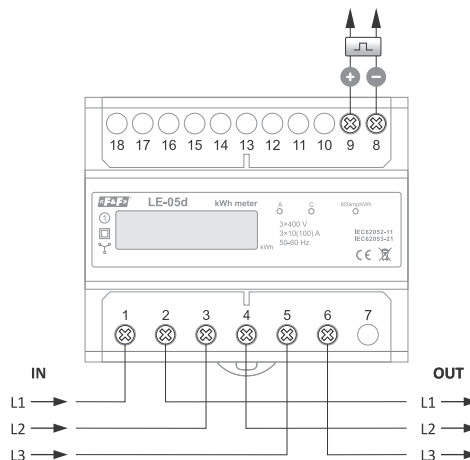 + −
18 17 16 15 14 13 12 11 10 9 8
F&F LE-05d kWh meter A C 800imp/kWh
1
3×400 V
3×10(100) A
50-60 Hz
kWh
IEC62052-11
IEC62053-21
CE
1 2 3 4 5 6 7
IN OUT
L1 L1
L2 L2
L3 L3